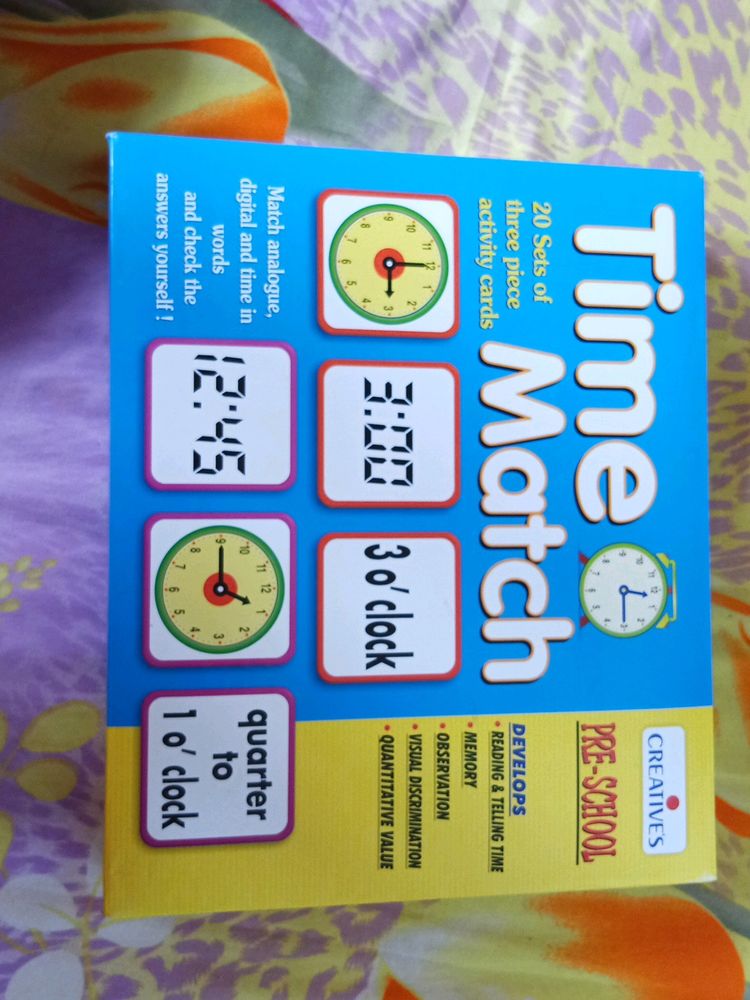 Time
Match
20 Sets of
three piece
activity cards
3:00
3 o' clock
Match analogue,
digital and time in
words
and check the
answers yourself !
12:45
quarter
to
1 o' clock
CREATIVE'S
PRE-SCHOOL
DEVELOPS
• READING & TELLING TIME
• MEMORY
• OBSERVATION
• VISUAL DISCRIMINATION
• QUANTITATIVE VALUE